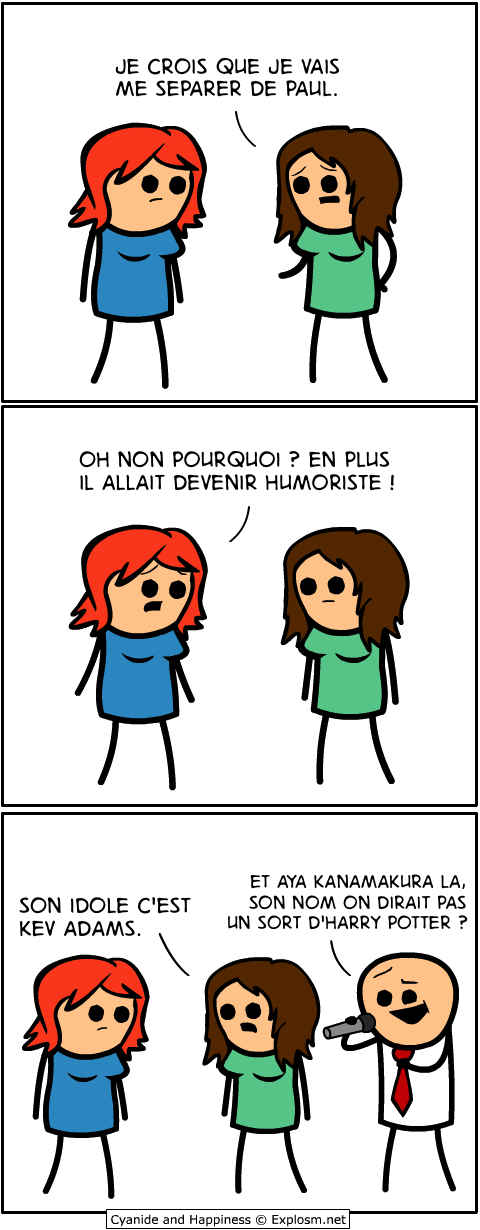 JE CROIS QUE JE VAIS
ME SEPARER DE PAUL.
OH NON POURQUOI ? EN PLUS
IL ALLAIT DEVENIR HUMORISTE !
SON IDOLE C'EST
KEV ADAMS.
ET AYA KANAMAKURA LA,
SON NOM ON DIRAIT PAS
UN SORT D'HARRY POTTER ?
Cyanide and Happiness © Explosm.net